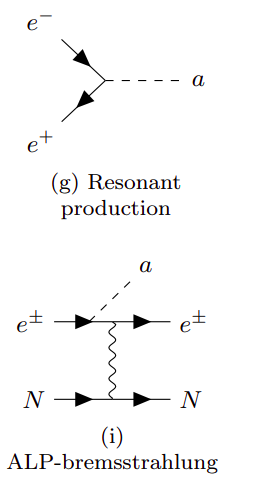 e⁻
a
e⁺
(g) Resonant
production
a
e± e±
N N
(i)
ALP-bremsstrahlung